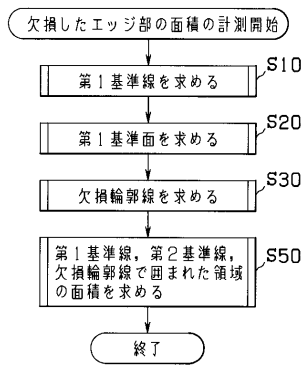 欠損したエッジ部の面積の計測開始
S10
第1基準線を求める
S20
第1基準面を求める
S30
欠損輪郭線を求める
S50
第1基準線,第2基準線,
欠損輪郭線で囲まれた領域
の面積を求める
終了